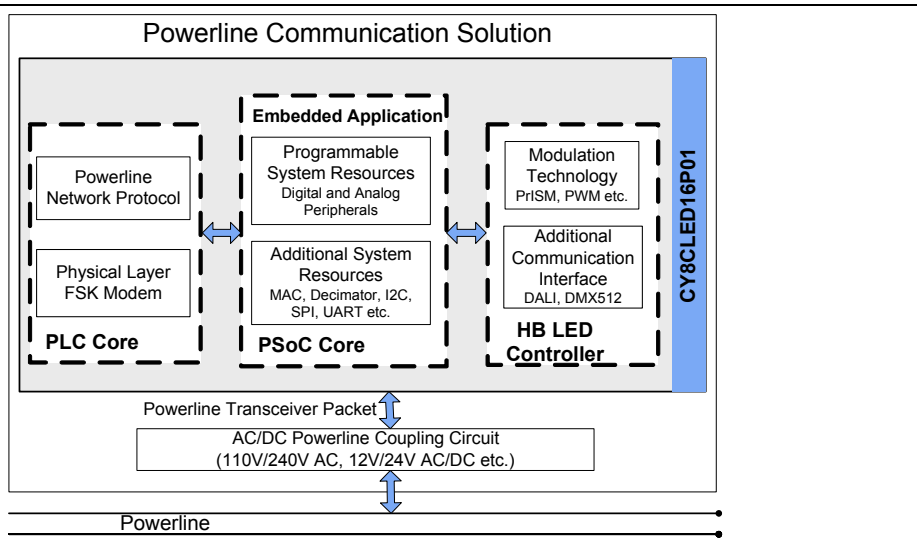 Powerline Communication Solution
Powerline
Network Protocol
Physical Layer
FSK Modem
PLC Core
Embedded Application
Programmable
System Resources
Digital and Analog
Peripherals
Additional System
Resources
MAC, Decimator, I2C,
SPI, UART etc.
PSoC Core
Modulation
Technology
PrISM, PWM etc.
Additional
Communication
Interface
DALI, DMX512
HB LED
Controller
CY8CLED16P01
Powerline Transceiver Packet
AC/DC Powerline Coupling Circuit
(110V/240V AC, 12V/24V AC/DC etc.)
Powerline